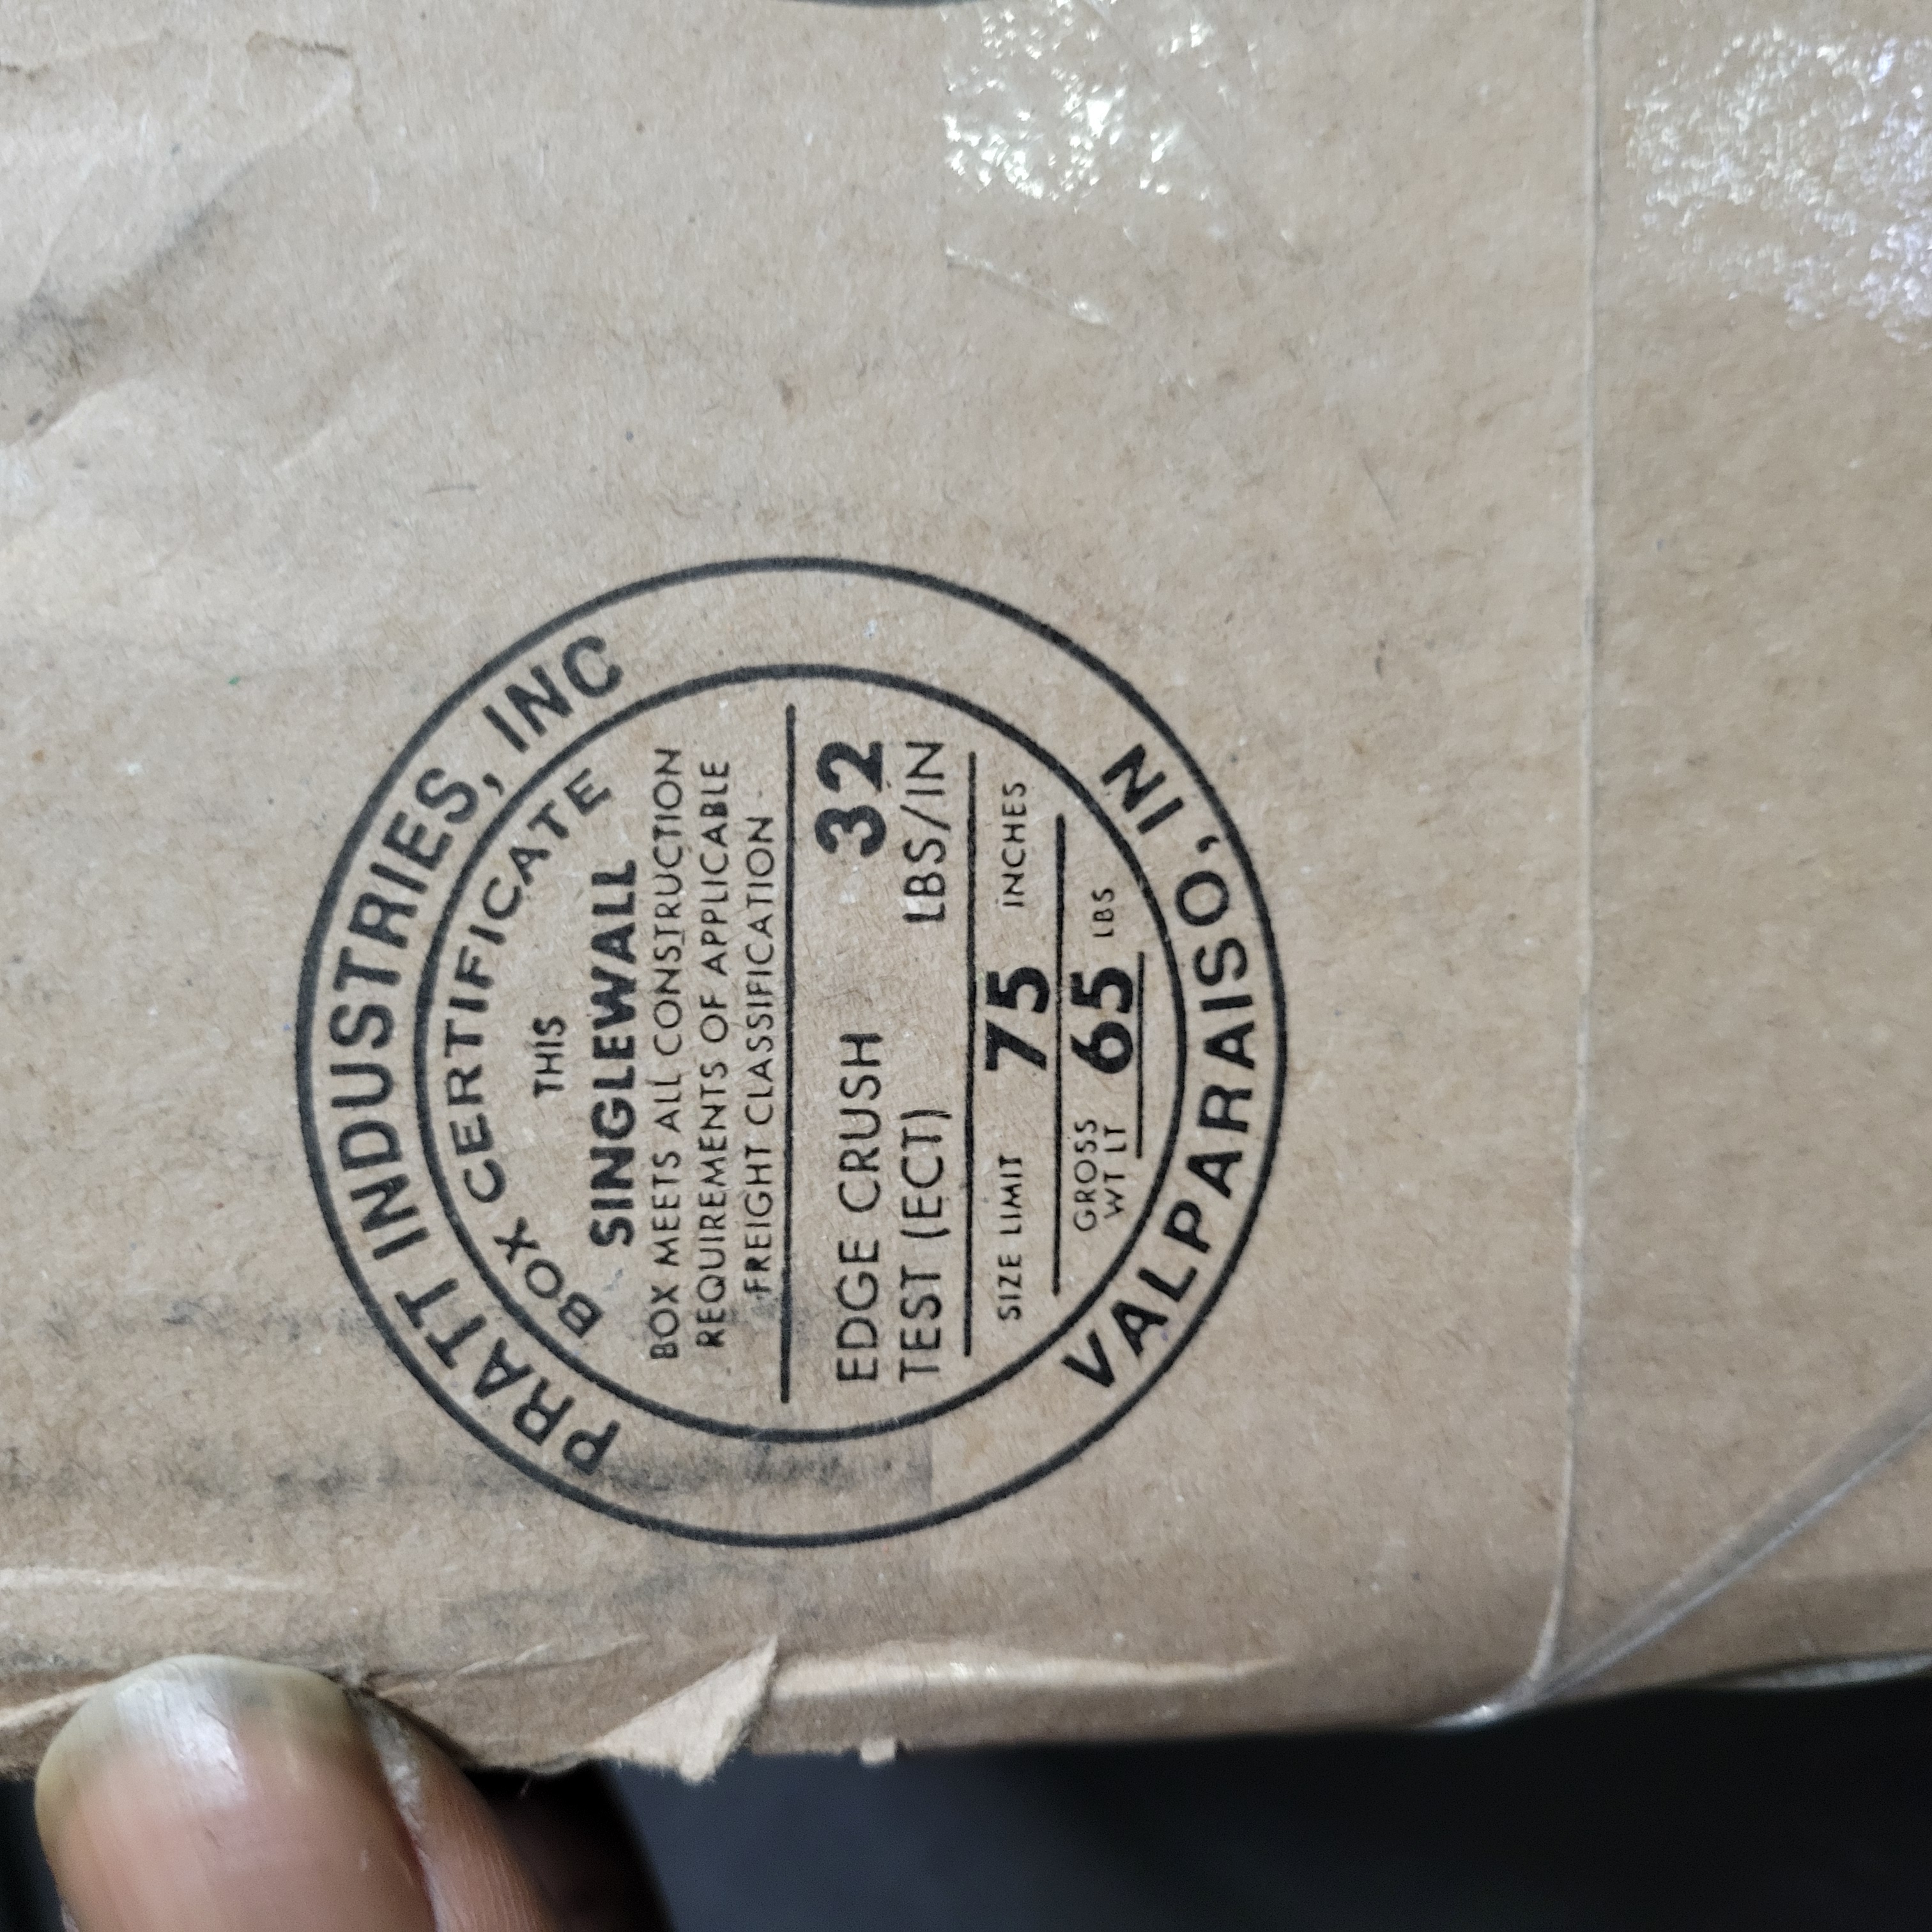 PRATT INDUSTRIES, INC
BOX CERTIFICATE
THIS
SINGLEWALL
BOX MEETS ALL CONSTRUCTION
REQUIREMENTS OF APPLICABLE
FREIGHT CLASSIFICATION
EDGE CRUSH 32
TEST (ECT) LBS/IN
SIZE LIMIT 75 INCHES
GROSS
WT LT 65 LBS
VALPARAISO, IN